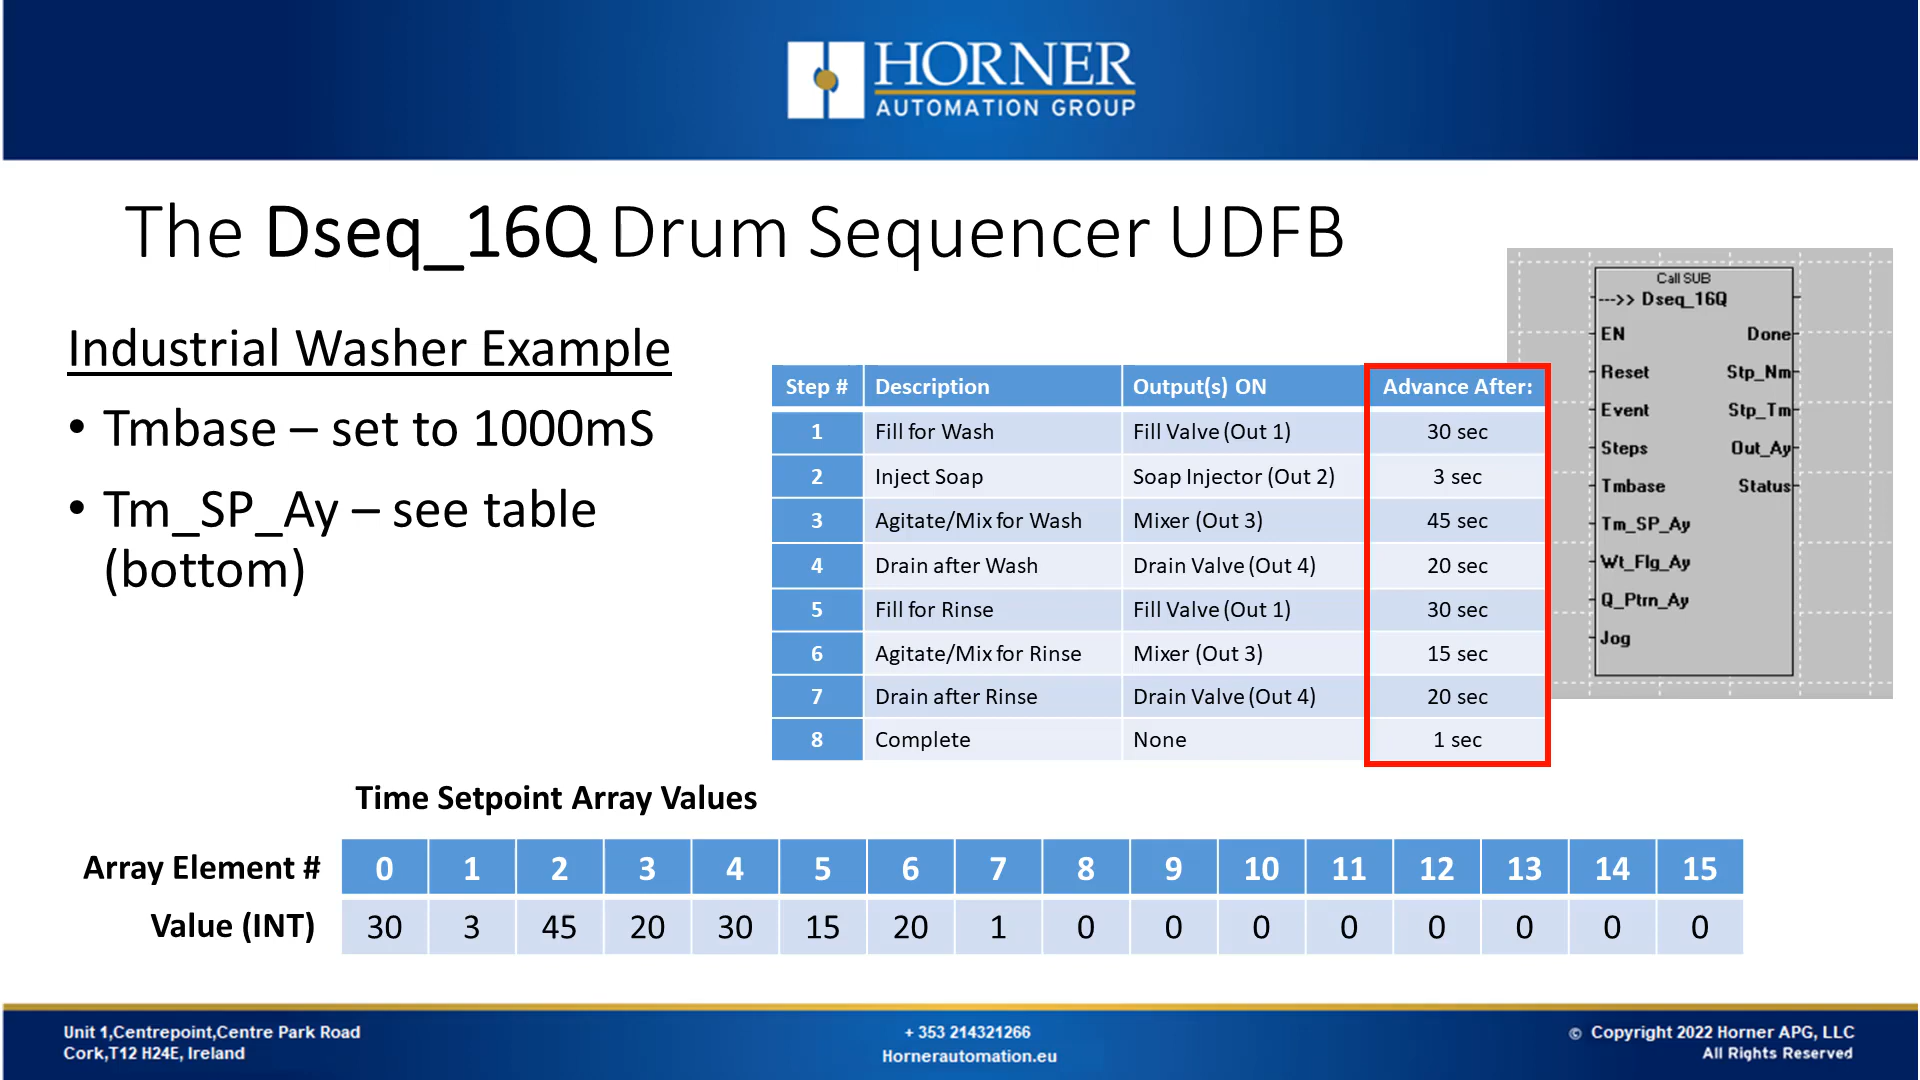 HORNER
AUTOMATION GROUP
The Dseq_16Q Drum Sequencer UDFB
Industrial Washer Example
• Tmbase – set to 1000mS
• Tm_SP_Ay – see table
(bottom)
Step # Description Output(s) ON Advance After:
1 Fill for Wash Fill Valve (Out 1) 30 sec
2 Inject Soap Soap Injector (Out 2) 3 sec
3 Agitate/Mix for Wash Mixer (Out 3) 45 sec
4 Drain after Wash Drain Valve (Out 4) 20 sec
5 Fill for Rinse Fill Valve (Out 1) 30 sec
6 Agitate/Mix for Rinse Mixer (Out 3) 15 sec
7 Drain after Rinse Drain Valve (Out 4) 20 sec
8 Complete None 1 sec
Call SUB
--->> Dseq_16Q
EN Done
Reset Stp_Nm
Event Stp_Tm
Steps Out_Ay
Tmbase Status
Tm_SP_Ay
Wt_Flg_Ay
Q_Ptrn_Ay
Jog
Time Setpoint Array Values
Array Element # 0 1 2 3 4 5 6 7 8 9 10 11 12 13 14 15
Value (INT) 30 3 45 20 30 15 20 1 0 0 0 0 0 0 0 0
Unit 1,Centrepoint,Centre Park Road
Cork,T12 H24E, Ireland
+ 353 214321266
Hornerautomation.eu
© Copyright 2022 Horner APG, LLC
All Rights Reserved